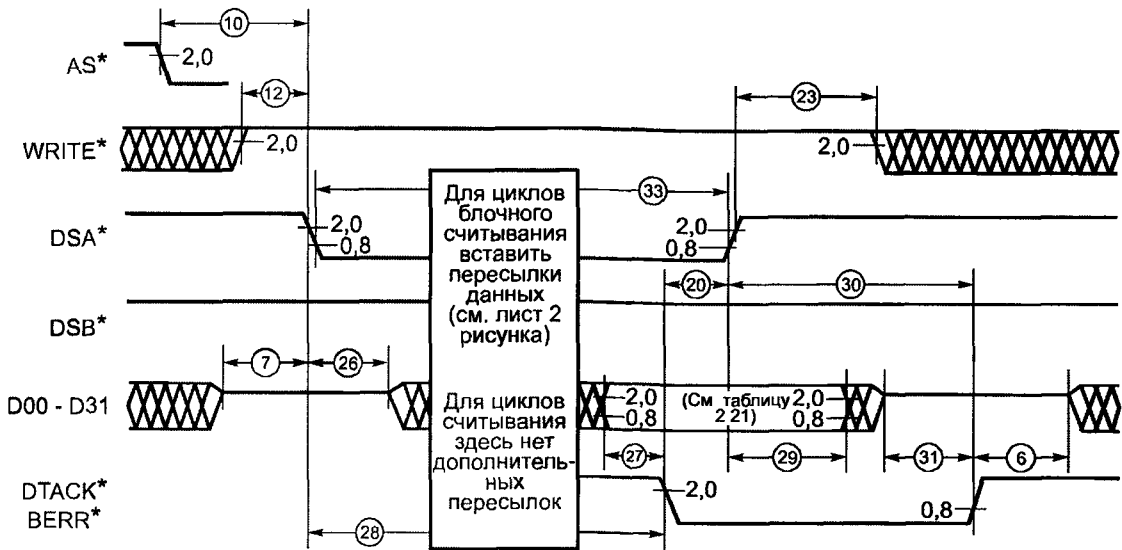 10
AS*
2,0
12
23
WRITE*
2,0
2,0
33
DSA*
2,0
0,8
2,0
0,8
Для циклов
блочного
считывания
вставить
пересылки
данных
(см. лист 2
рисунка)
20
30
DSB*
7
26
D00 - D31
2,0
0,8
(См таблицу
2 21)
2,0
0,8
Для циклов
считывания
здесь нет
дополнитель-
ных
пересылок
27
29
31
6
DTACK*
BERR*
2,0
0,8
28